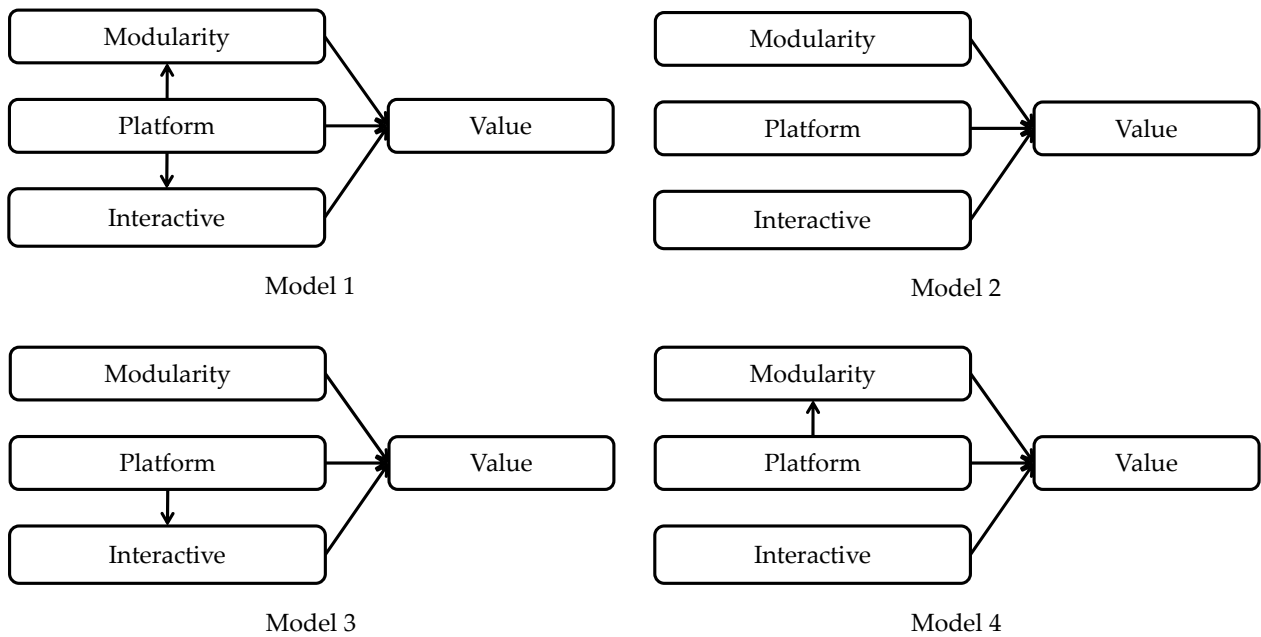 Modularity
Platform
Value
Interactive
Model 1
Modularity
Platform
Value
Interactive
Model 2
Modularity
Platform
Value
Interactive
Model 3
Modularity
Platform
Value
Interactive
Model 4